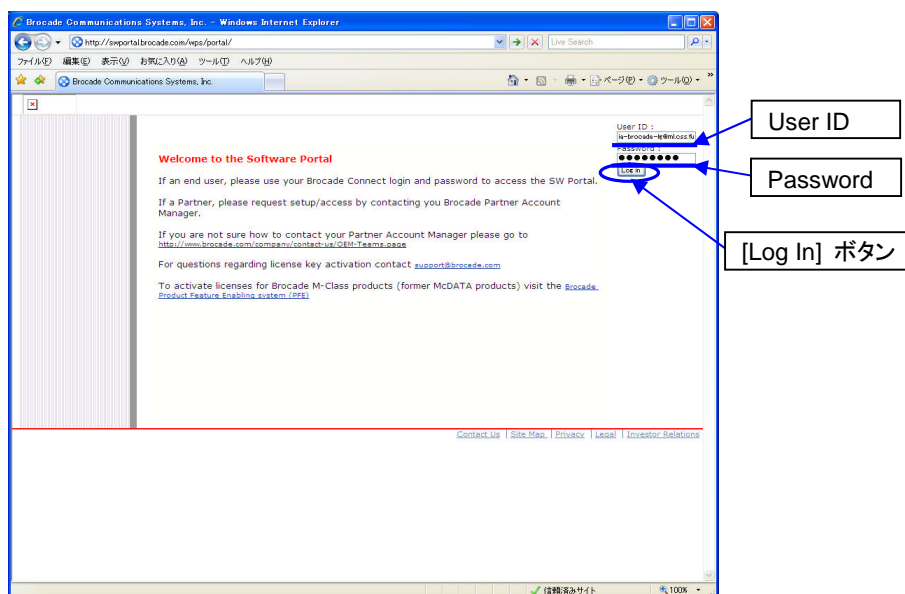 Brocade Communications Systems, Inc. - Windows Internet Explorer
http://swportal.brocade.com/wps/portal/
Live Search
ファイル(F) 編集(E) 表示(V) お気に入り(A) ツール(T) ヘルプ(H)
Brocade Communications Systems, Inc.
ページ(P) ツール(O)
User ID :
ia-brocade-lg@ml.css.fu
Password :
Log in
User ID
Password
[Log In] ボタン
Welcome to the Software Portal
If an end user, please use your Brocade Connect login and password to access the SW Portal.
If a Partner, please request setup/access by contacting you Brocade Partner Account
Manager.
If you are not sure how to contact your Partner Account Manager please go to
http://www.brocade.com/company/contact-us/OEM-Teams.page
For questions regarding license key activation contact support@brocade.com
To activate licenses for Brocade M-Class products (former McDATA products) visit the Brocade
Product Feature Enabling system (PFE)
Contact Us | Site Map | Privacy | Legal | Investor Relations
信頼済みサイト 100%